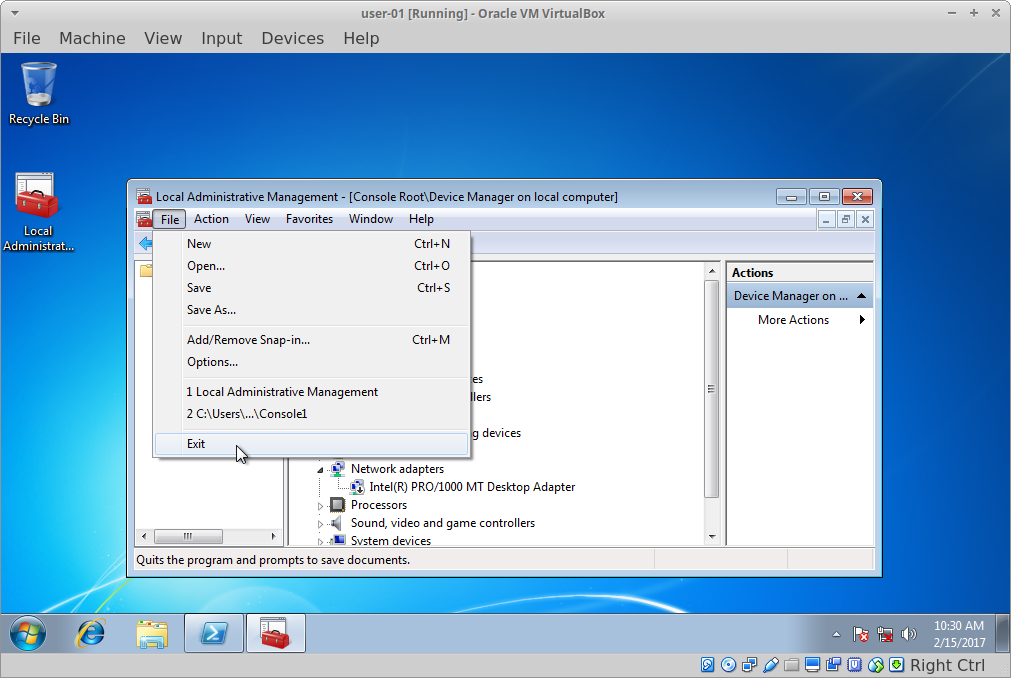 user-01 [Running] - Oracle VM VirtualBox
File Machine View Input Devices Help
Recycle Bin
Local
Administrat...
Local Administrative Management - [Console Root\Device Manager on local computer]
File Action View Favorites Window Help
New Ctrl+N
Open... Ctrl+O
Save Ctrl+S
Save As...
Add/Remove Snap-in... Ctrl+M
Options...
1 Local Administrative Management
2 C:\Users\...\Console1
Exit
es
llers
g devices
Network adapters
Intel(R) PRO/1000 MT Desktop Adapter
Processors
Sound, video and game controllers
System devices
Actions
Device Manager on ...
More Actions
Quits the program and prompts to save documents.
10:30 AM
2/15/2017
Right Ctrl